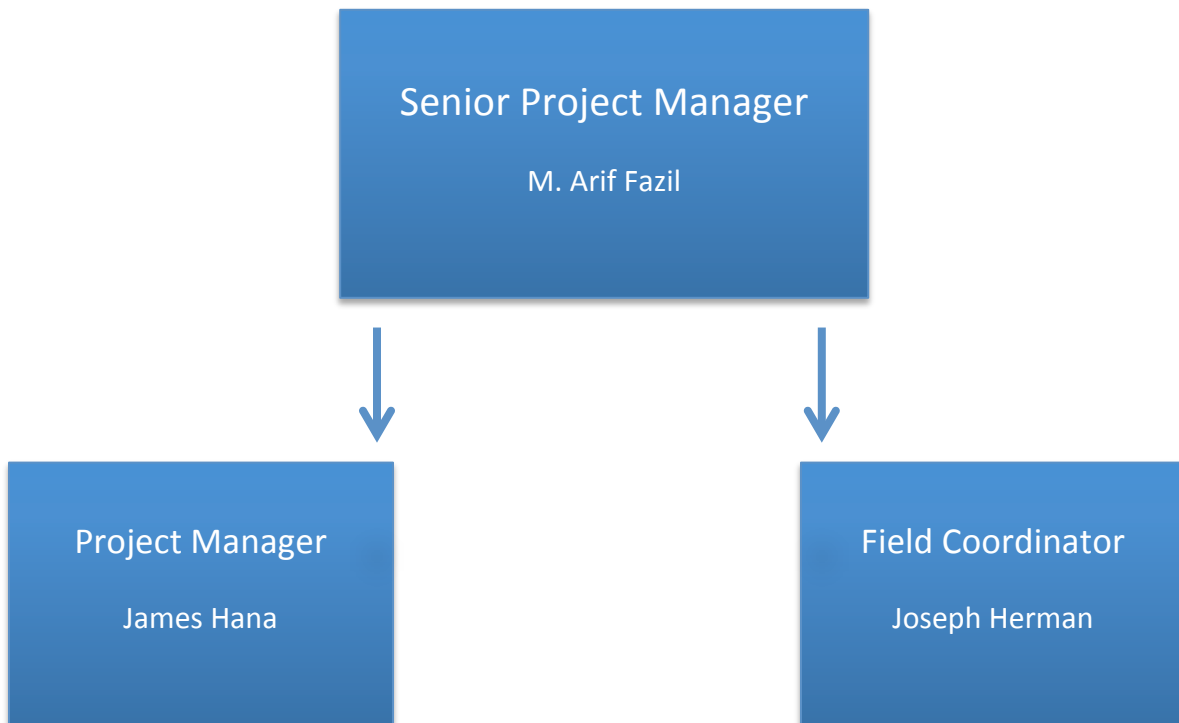 Senior Project Manager
M. Arif Fazil
Project Manager
James Hana
Field Coordinator
Joseph Herman